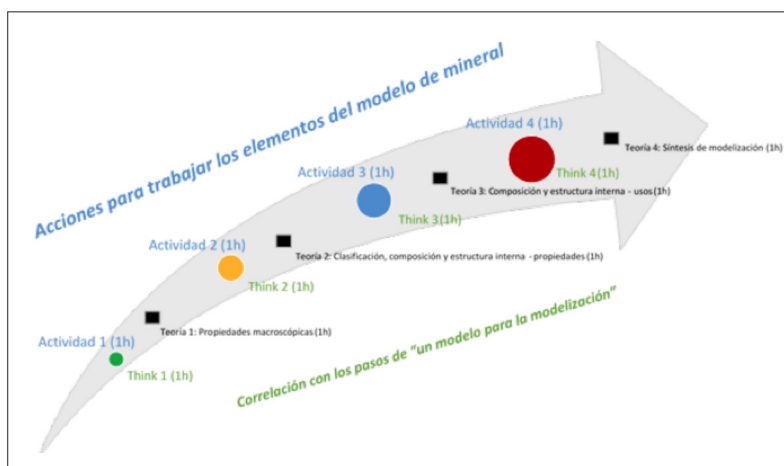 Acciones para trabajar los elementos del modelo de mineral
Actividad 4 (1h)
Teoría 4: Síntesis de modelización (1h)
Think 4 (1h)
Actividad 3 (1h)
Teoría 3: Composición y estructura interna - usos (1h)
Think 3 (1h)
Actividad 2 (1h)
Teoría 2: Clasificación, composición y estructura interna - propiedades (1h)
Think 2 (1h)
Teoría 1: Propiedades macroscópicas (1h)
Actividad 1 (1h)
Think 1 (1h)
Correlación con los pasos de "un modelo para la modelización"